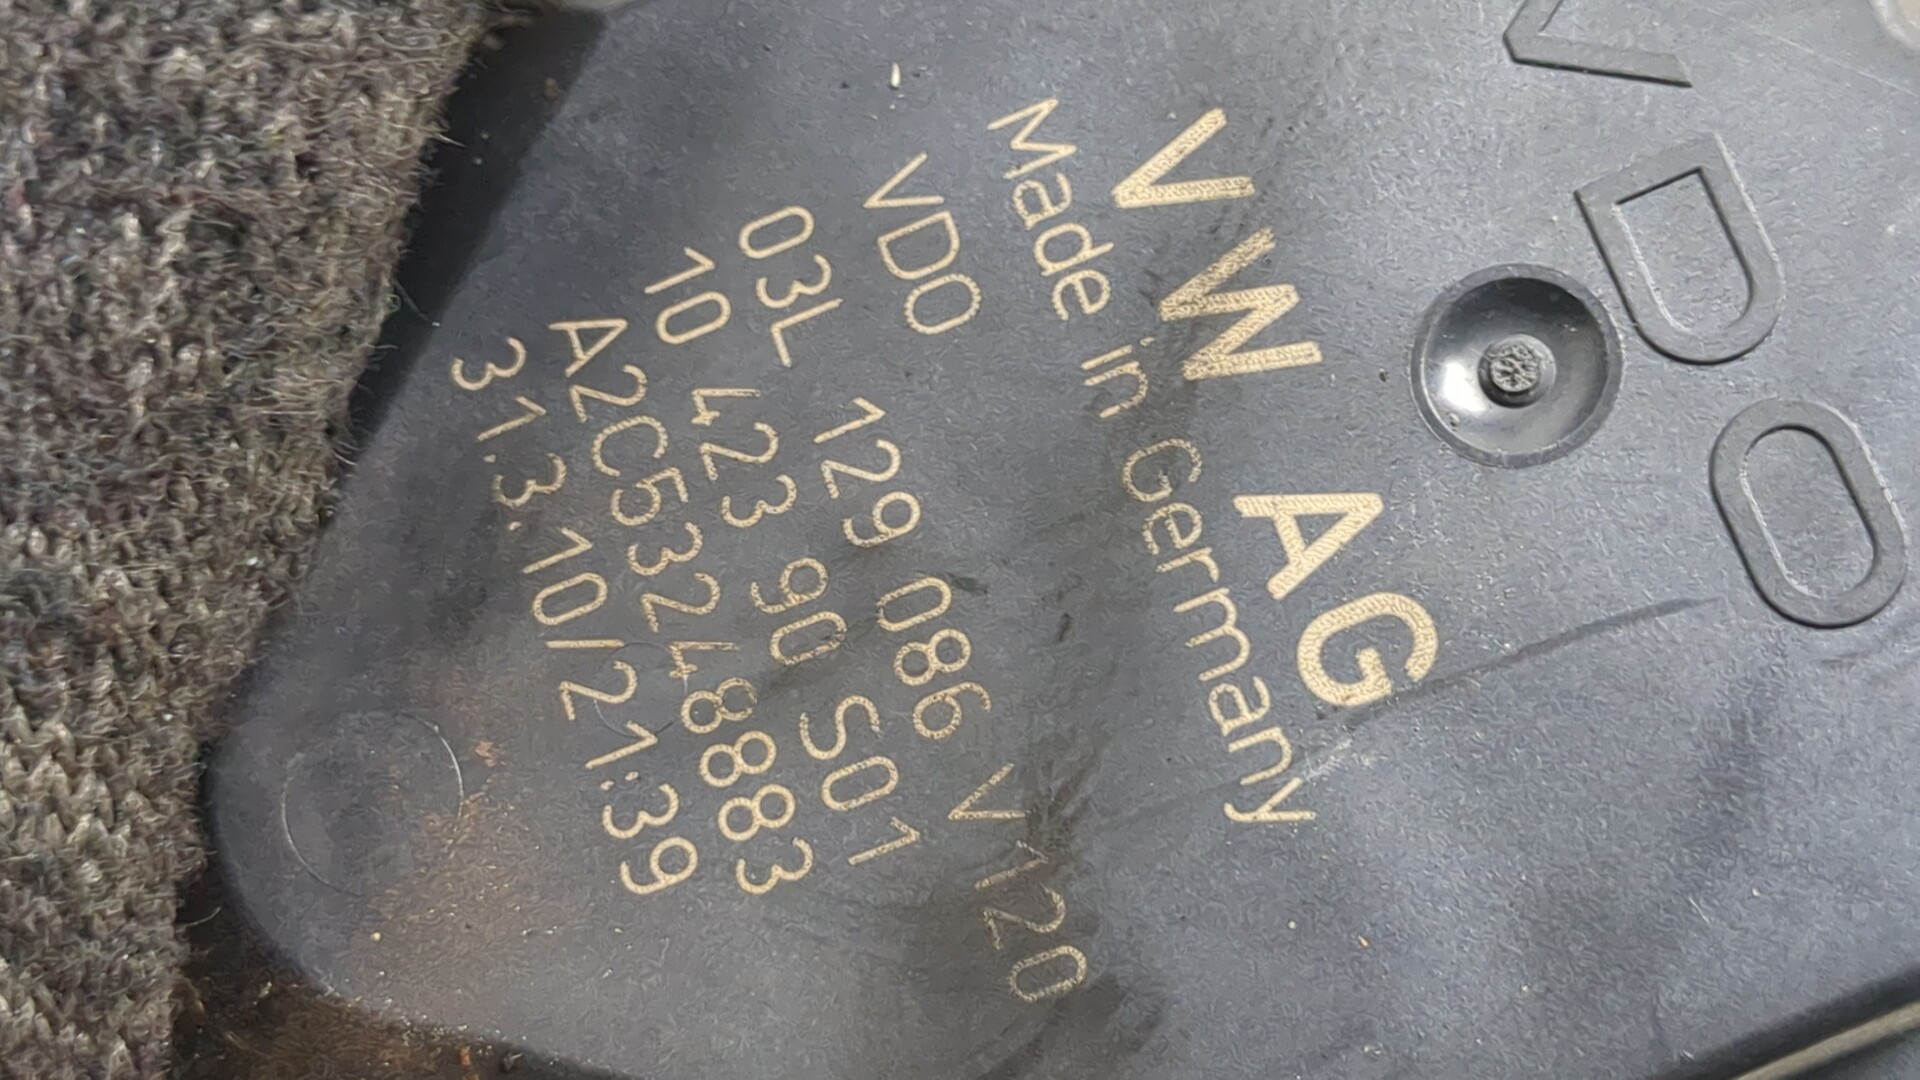 VDO
VW AG
Made in Germany
VDO
03L 129 086 V120
10 423 90 S01
A2C53248883
31.3.10/21:39